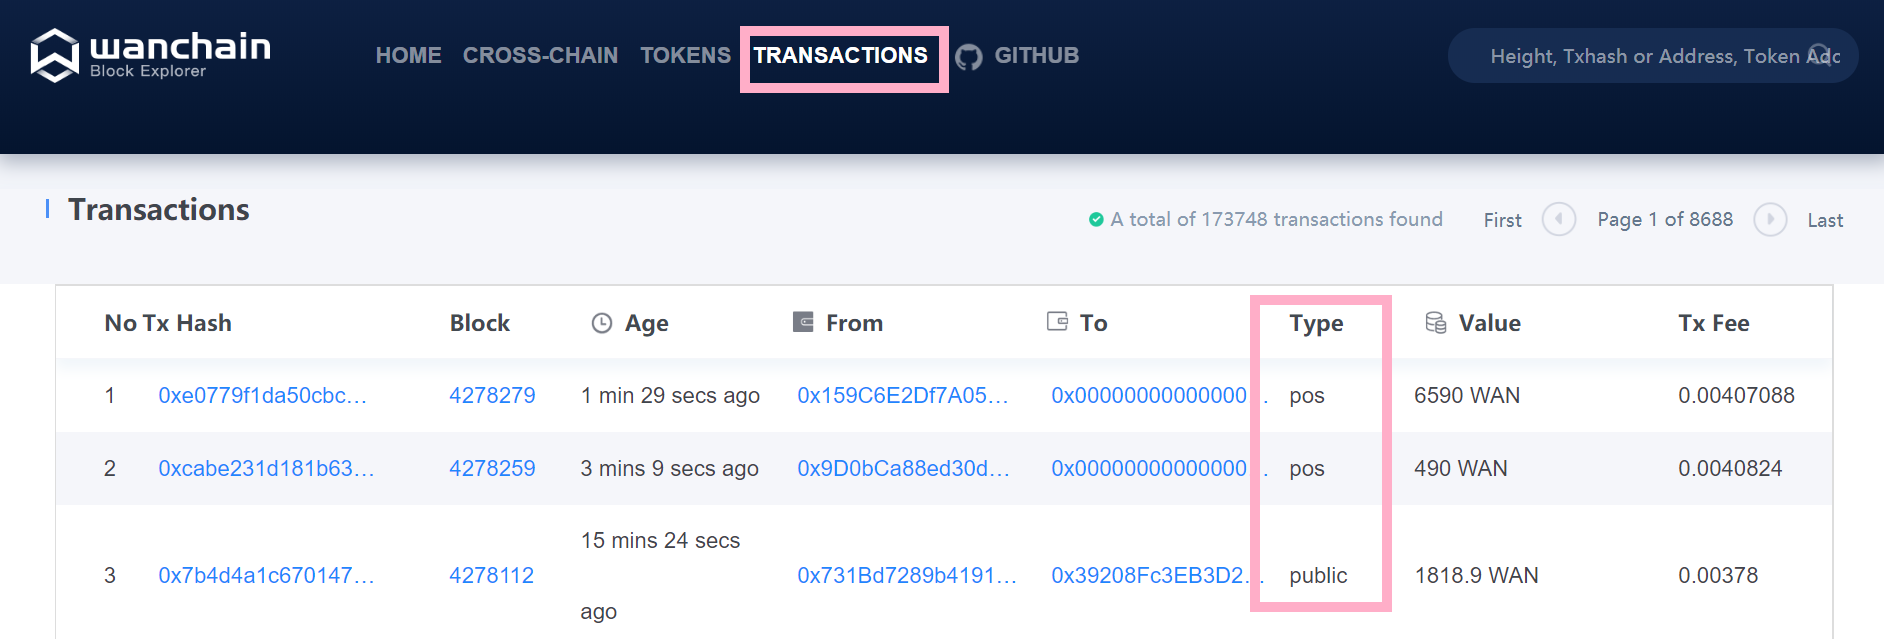 wanchain
Block Explorer
HOME CROSS-CHAIN TOKENS TRANSACTIONS GITHUB
Height, Txhash or Address, Token Adc
Transactions
A total of 173748 transactions found First Page 1 of 8688 Last
No Tx Hash Block Age From To Type Value Tx Fee
1 0xe0779f1da50cbc... 4278279 1 min 29 secs ago 0x159C6E2Df7A05... 0x00000000000000... pos 6590 WAN 0.00407088
2 0xcabe231d181b63... 4278259 3 mins 9 secs ago 0x9D0bCa88ed30d... 0x00000000000000... pos 490 WAN 0.0040824
3 0x7b4d4a1c670147... 4278112 15 mins 24 secs ago 0x731Bd7289b4191... 0x39208Fc3EB3D2... public 1818.9 WAN 0.00378